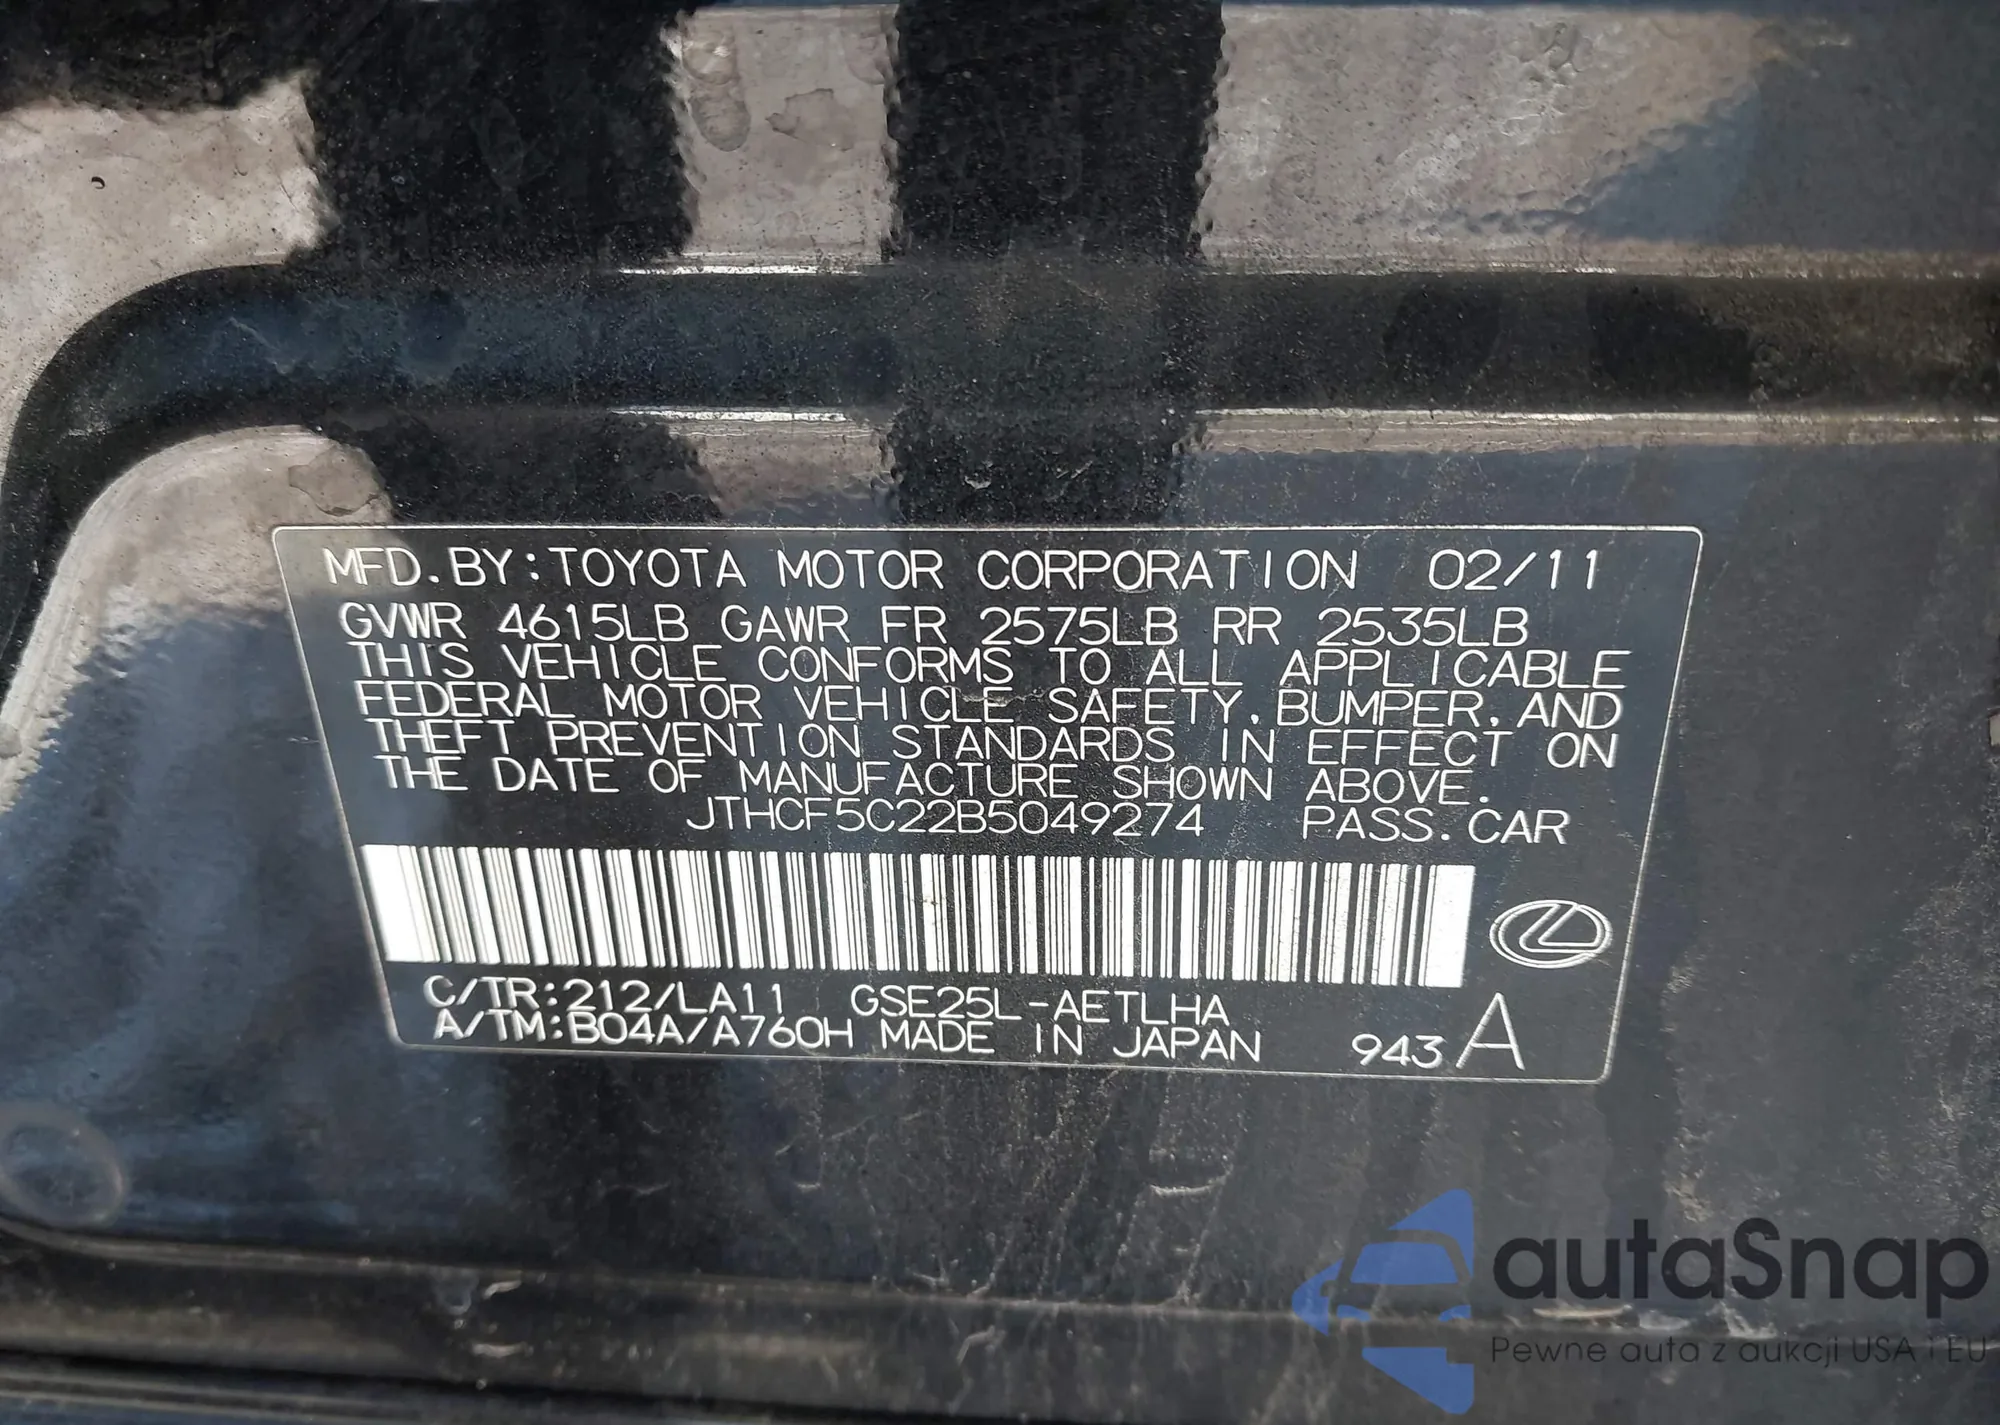 MFD.BY:TOYOTA MOTOR CORPORATION 02/11
GVWR 4615LB GAWR FR 2575LB RR 2535LB
THIS VEHICLE CONFORMS TO ALL APPLICABLE
FEDERAL MOTOR VEHICLE SAFETY,BUMPER,AND
THEFT PREVENTION STANDARDS IN EFFECT ON
THE DATE OF MANUFACTURE SHOWN ABOVE.
JTHCF5C22B5049274 PASS.CAR
C/TR:212/LA11 GSE25L-AETLHA
A/TM:B04A/A760H MADE IN JAPAN 943 A
autaSnap
Pewne auta z aukcji USA i EU